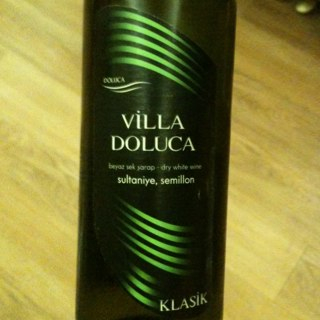 DOLUCA
VİLLA
DOLUCA
beyaz sek şarap - dry white wine
sultaniye, semillon
KLASİK